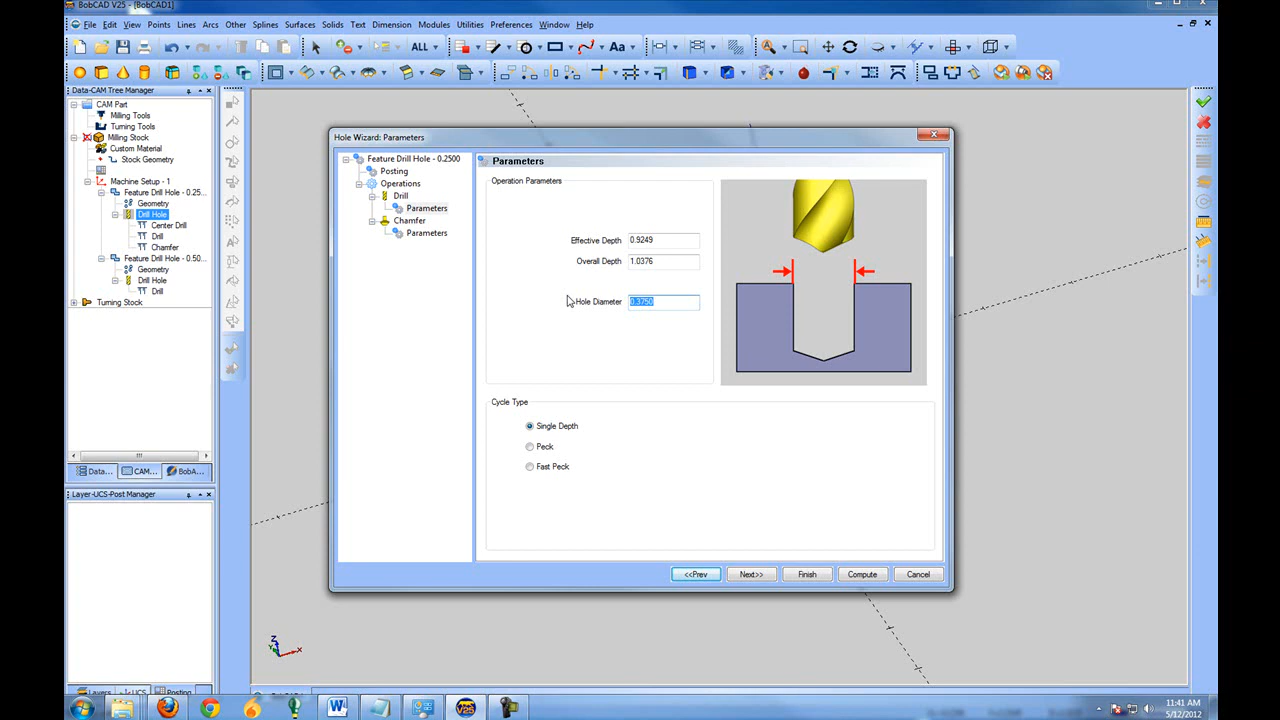 BobCAD V25 - [BobCAD1]
File Edit View Points Lines Arcs Other Splines Surfaces Solids Text Dimension Modules Utilities Preferences Window Help
ALL
Aa
Data-CAM Tree Manager
CAM Part
Milling Tools
Turning Tools
Milling Stock
Custom Material
Stock Geometry
Machine Setup - 1
Feature Drill Hole - 0.25...
Geometry
Drill Hole
Center Drill
Drill
Chamfer
Feature Drill Hole - 0.50...
Geometry
Drill Hole
Drill
Turning Stock
Data... CAM... BobA...
Layer-UCS-Post Manager
Layers UCS Posting
Hole Wizard: Parameters
Feature Drill Hole - 0.2500
Posting
Operations
Drill
Parameters
Chamfer
Parameters
Parameters
Operation Parameters
Effective Depth 0.9249
Overall Depth 1.0376
Hole Diameter 0.3750
Cycle Type
Single Depth
Peck
Fast Peck
<<Prev Next>> Finish Compute Cancel
Z
Y
X
V25
11:41 AM
5/12/2012